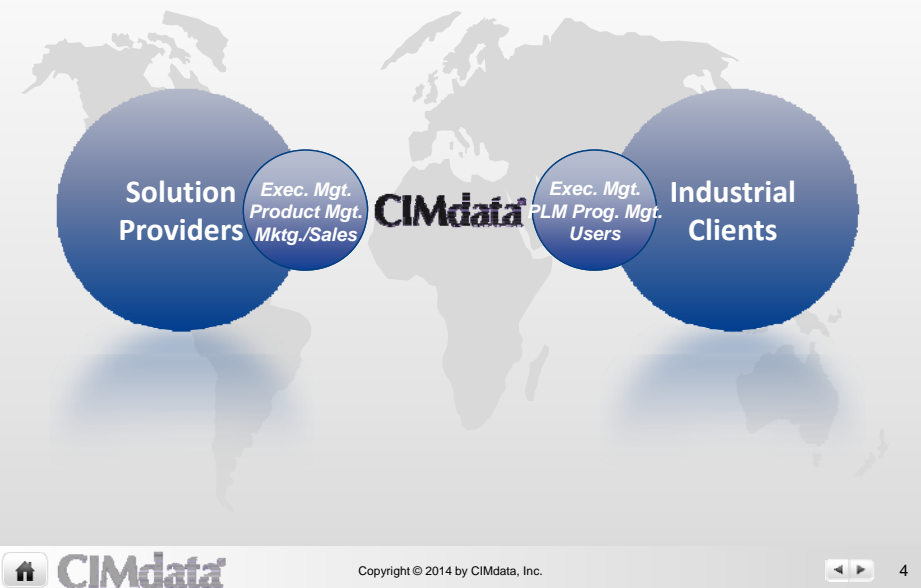 Solution
Providers
Exec. Mgt.
Product Mgt.
Mktg./Sales
CIMdata
Exec. Mgt.
PLM Prog. Mgt.
Users
Industrial
Clients
CIMdata
Copyright © 2014 by CIMdata, Inc.
4